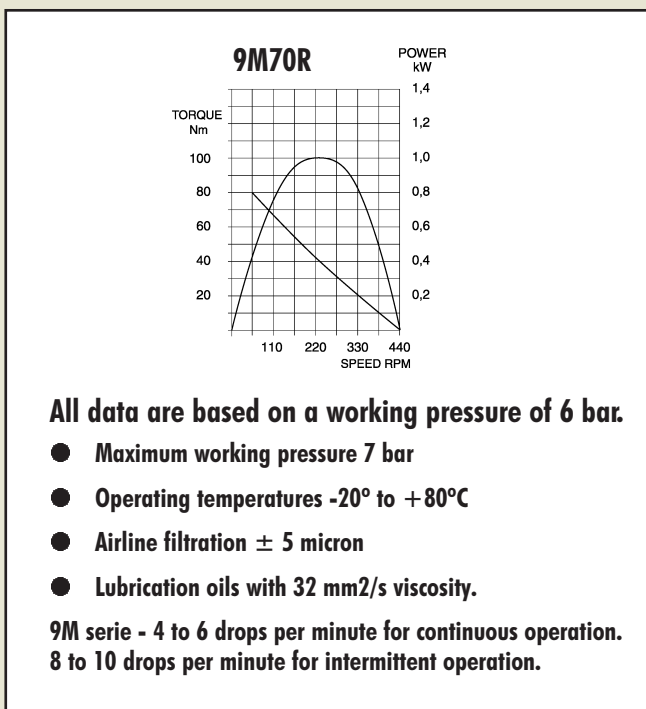 9M70R
POWER
kW
TORQUE
Nm
1,4
1,2
100
1,0
80
0,8
60
0,6
40
0,4
20
0,2
110 220 330 440
SPEED RPM
All data are based on a working pressure of 6 bar.
● Maximum working pressure 7 bar
● Operating temperatures -20º to +80ºC
● Airline filtration ± 5 micron
● Lubrication oils with 32 mm2/s viscosity.
9M serie - 4 to 6 drops per minute for continuous operation.
8 to 10 drops per minute for intermittent operation.